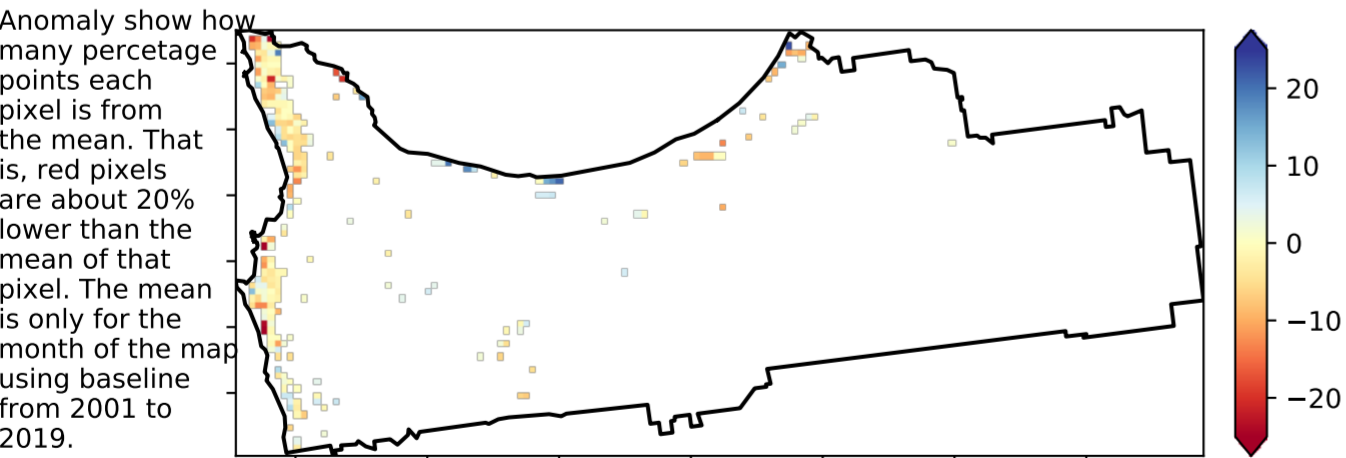 Anomaly show how
many percetage
points each
pixel is from
the mean. That
is, red pixels
are about 20%
lower than the
mean of that
pixel. The mean
is only for the
month of the map
using baseline
from 2001 to
2019.
20
10
0
−10
−20